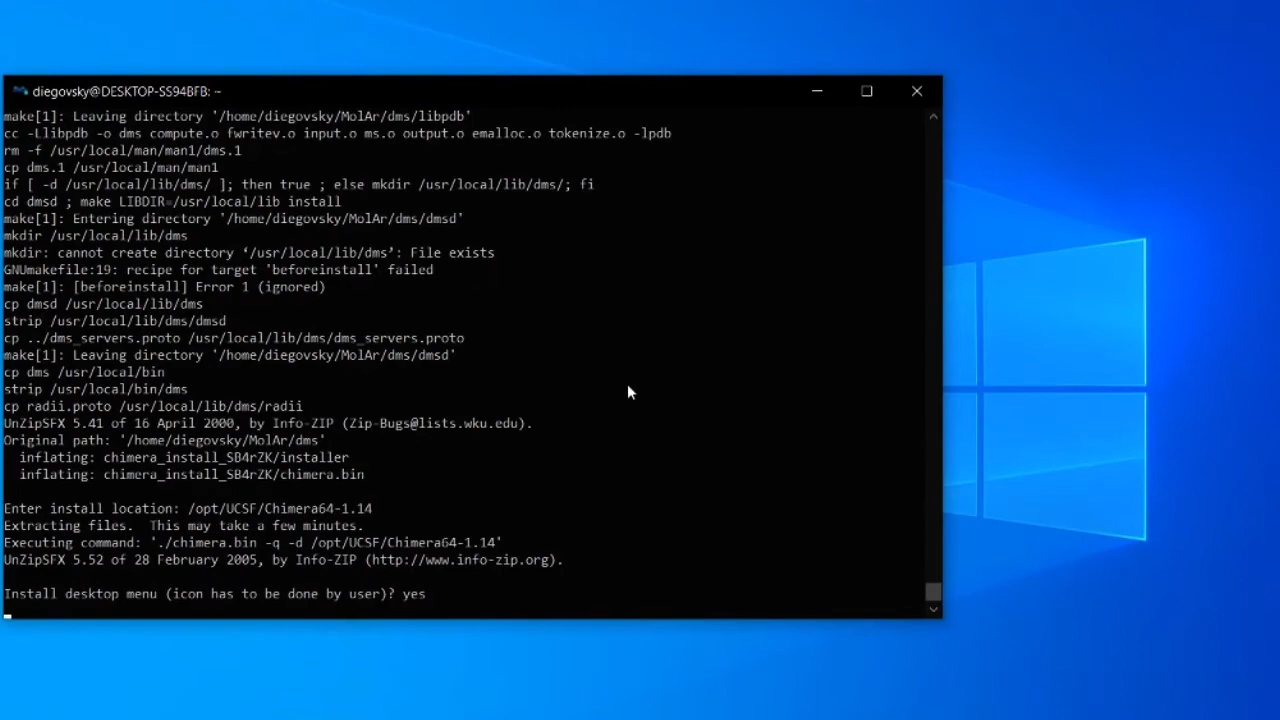 diegovsky@DESKTOP-SS94BFB: ~
make[1]: Leaving directory '/home/diegovsky/MolAr/dms/libpdb'
cc -Llibpdb -o dms compute.o fwritev.o input.o ms.o output.o emalloc.o tokenize.o -lpdb
rm -f /usr/local/man/man1/dms.1
cp dms.1 /usr/local/man/man1
if [ -d /usr/local/lib/dms/ ]; then true ; else mkdir /usr/local/lib/dms/; fi
cd dmsd ; make LIBDIR=/usr/local/lib install
make[1]: Entering directory '/home/diegovsky/MolAr/dms/dmsd'
mkdir /usr/local/lib/dms
mkdir: cannot create directory ‘/usr/local/lib/dms’: File exists
GNUmakefile:19: recipe for target 'beforeinstall' failed
make[1]: [beforeinstall] Error 1 (ignored)
cp dmsd /usr/local/lib/dms
strip /usr/local/lib/dms/dmsd
cp ../dms_servers.proto /usr/local/lib/dms/dms_servers.proto
make[1]: Leaving directory '/home/diegovsky/MolAr/dms/dmsd'
cp dms /usr/local/bin
strip /usr/local/bin/dms
cp radii.proto /usr/local/lib/dms/radii
UnZipSFX 5.41 of 16 April 2000, by Info-ZIP (Zip-Bugs@lists.wku.edu).
Original path: '/home/diegovsky/MolAr/dms'
  inflating: chimera_install_SB4rZK/installer
  inflating: chimera_install_SB4rZK/chimera.bin
Enter install location: /opt/UCSF/Chimera64-1.14
Extracting files.  This may take a few minutes.
Executing command: './chimera.bin -q -d /opt/UCSF/Chimera64-1.14'
UnZipSFX 5.52 of 28 February 2005, by Info-ZIP (http://www.info-zip.org).
Install desktop menu (icon has to be done by user)? yes